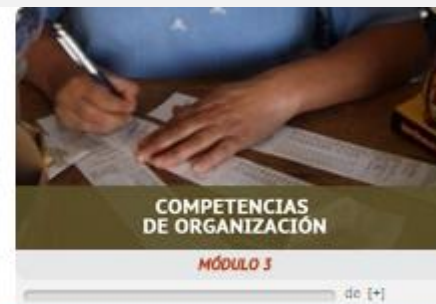 COMPETENCIAS
DE ORGANIZACIÓN
MÓDULO 3
de [+]